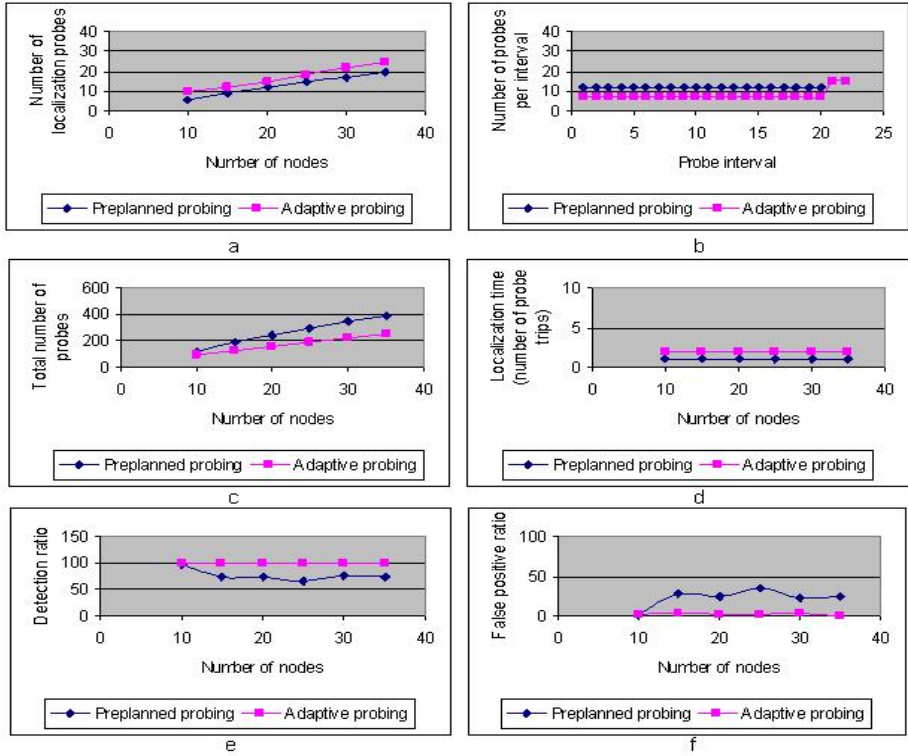 Number of
localization probes
40
30
20
10
0
0 10 20 30 40
Number of nodes
Preplanned probing Adaptive probing
a
Number of probes
per interval
40
30
20
10
0
0 5 10 15 20 25
Probe interval
Preplanned probing Adaptive probing
b
Total number of
probes
600
400
200
0
0 10 20 30 40
Number of nodes
Preplanned probing Adaptive probing
c
Localization time
(number of probe
trips)
10
5
0
0 10 20 30 40
Number of nodes
Preplanned probing Adaptive probing
d
Detection ratio
150
100
50
0
0 10 20 30 40
Number of nodes
Preplanned probing Adaptive probing
e
False positive ratio
100
50
0
0 10 20 30 40
Number of nodes
Preplanned probing Adaptive probing
f